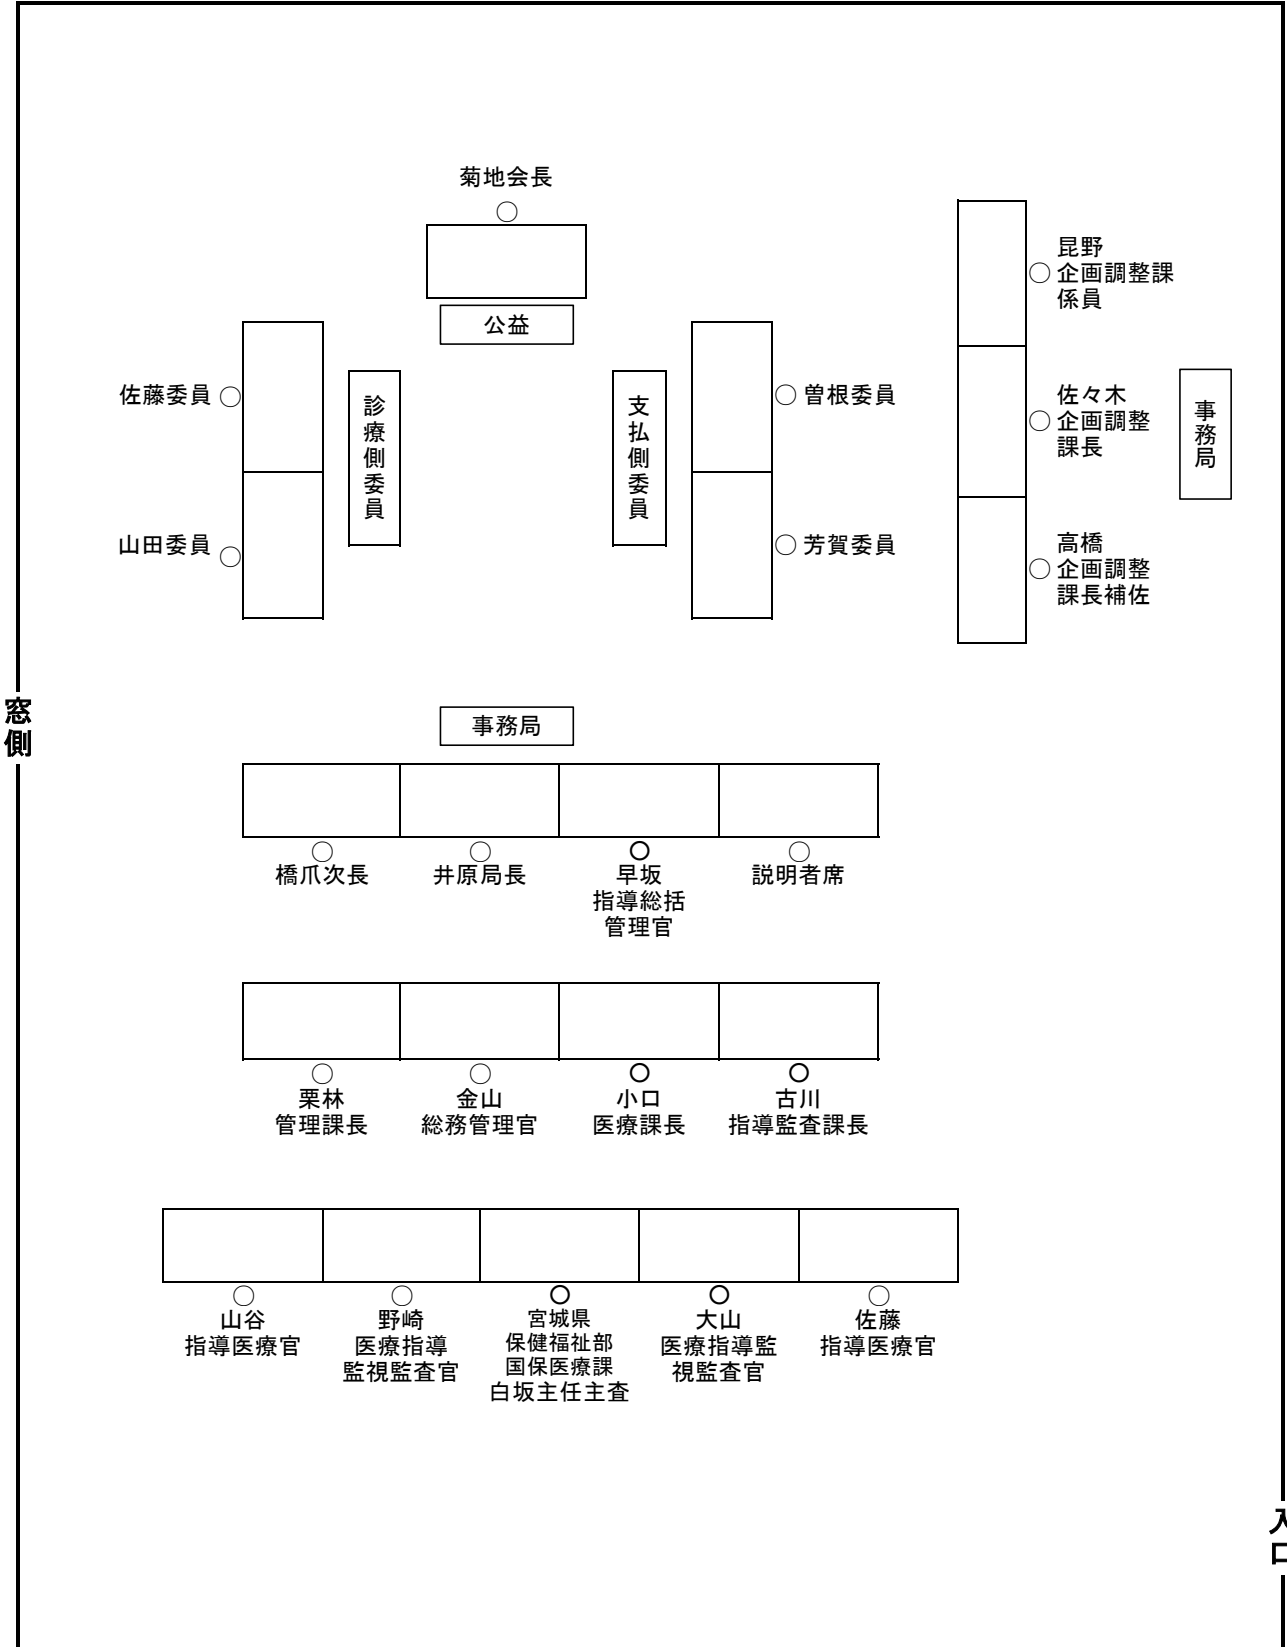 菊地会長
公益
佐藤委員
山田委員
診療側委員
支払側委員
曽根委員
芳賀委員
昆野
企画調整課
係員
佐々木
企画調整
課長
高橋
企画調整
課長補佐
事務局
窓側
事務局
橋爪次長
井原局長
早坂
指導総括
管理官
説明者席
栗林
管理課長
金山
総務管理官
小口
医療課長
古川
指導監査課長
山谷
指導医療官
野崎
医療指導
監視監査官
宮城県
保健福祉部
国保医療課
白坂主任主査
大山
医療指導監
視監査官
佐藤
指導医療官
入口